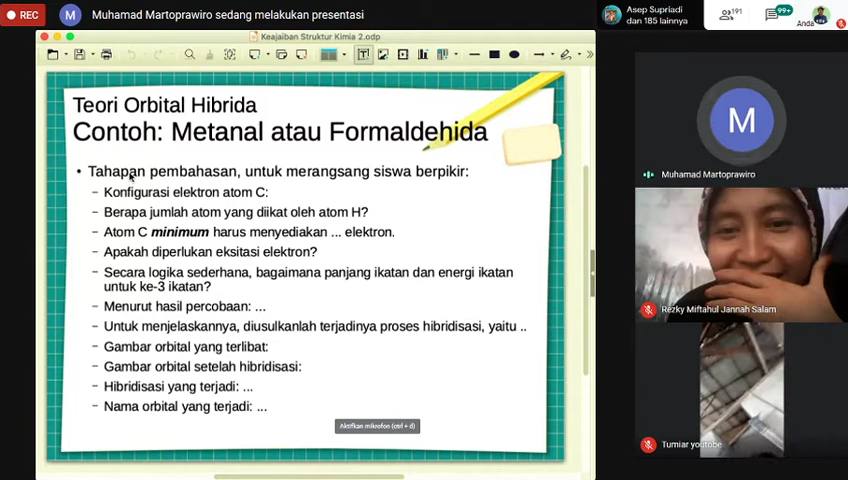 REC
M
Muhamad Martoprawiro sedang melakukan presentasi
Asep Supriadi
dan 185 lainnya
191
99+
Anda
Keajaiban Struktur Kimia 2.odp
Teori Orbital Hibrida
Contoh: Metanal atau Formaldehida
• Tahapan pembahasan, untuk merangsang siswa berpikir:
– Konfigurasi elektron atom C:
– Berapa jumlah atom yang diikat oleh atom H?
– Atom C minimum harus menyediakan ... elektron.
– Apakah diperlukan eksitasi elektron?
– Secara logika sederhana, bagaimana panjang ikatan dan energi ikatan
untuk ke-3 ikatan?
– Menurut hasil percobaan: ...
– Untuk menjelaskannya, diusulkanlah terjadinya proses hibridisasi, yaitu ..
– Gambar orbital yang terlibat:
– Gambar orbital setelah hibridisasi:
– Hibridisasi yang terjadi: ...
– Nama orbital yang terjadi: ...
Aktifkan mikrofon (ctrl + d)
M
Muhamad Martoprawiro
Rezky Miftahul Jannah Salam
Tumiar youtobe